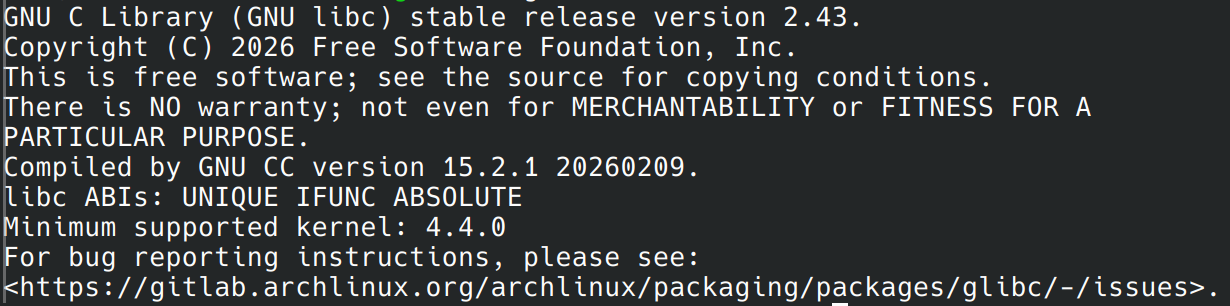 GNU C Library (GNU libc) stable release version 2.43.
Copyright (C) 2026 Free Software Foundation, Inc.
This is free software; see the source for copying conditions.
There is NO warranty; not even for MERCHANTABILITY or FITNESS FOR A
PARTICULAR PURPOSE.
Compiled by GNU CC version 15.2.1 20260209.
libc ABIs: UNIQUE IFUNC ABSOLUTE
Minimum supported kernel: 4.4.0
For bug reporting instructions, please see:
<https://gitlab.archlinux.org/archlinux/packaging/packages/glibc/-/issues>.